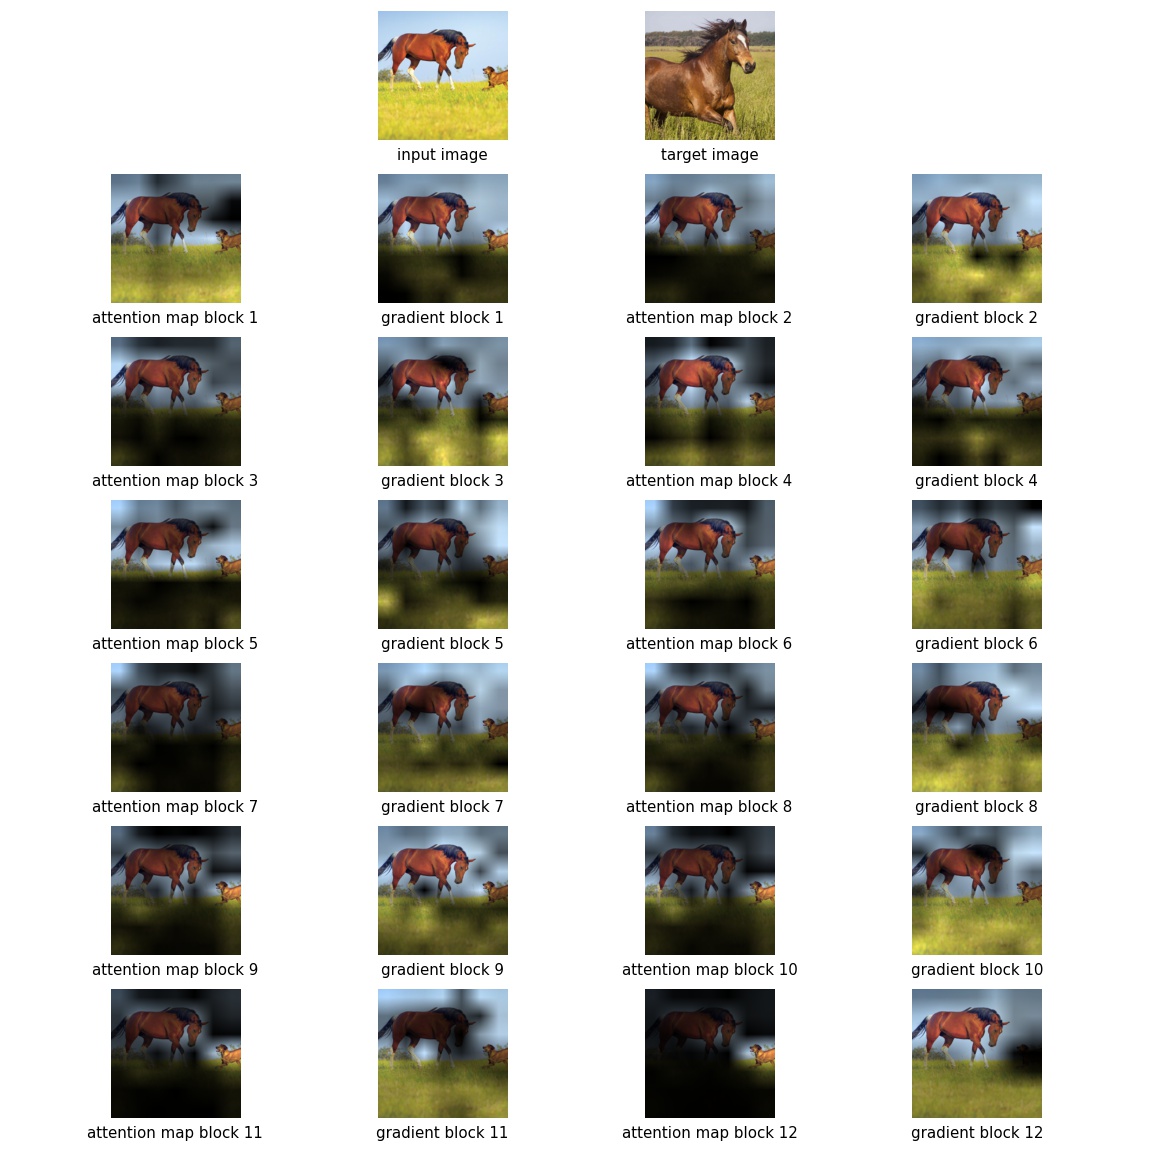 input image
target image
attention map block 1
gradient block 1
attention map block 2
gradient block 2
attention map block 3
gradient block 3
attention map block 4
gradient block 4
attention map block 5
gradient block 5
attention map block 6
gradient block 6
attention map block 7
gradient block 7
attention map block 8
gradient block 8
attention map block 9
gradient block 9
attention map block 10
gradient block 10
attention map block 11
gradient block 11
attention map block 12
gradient block 12